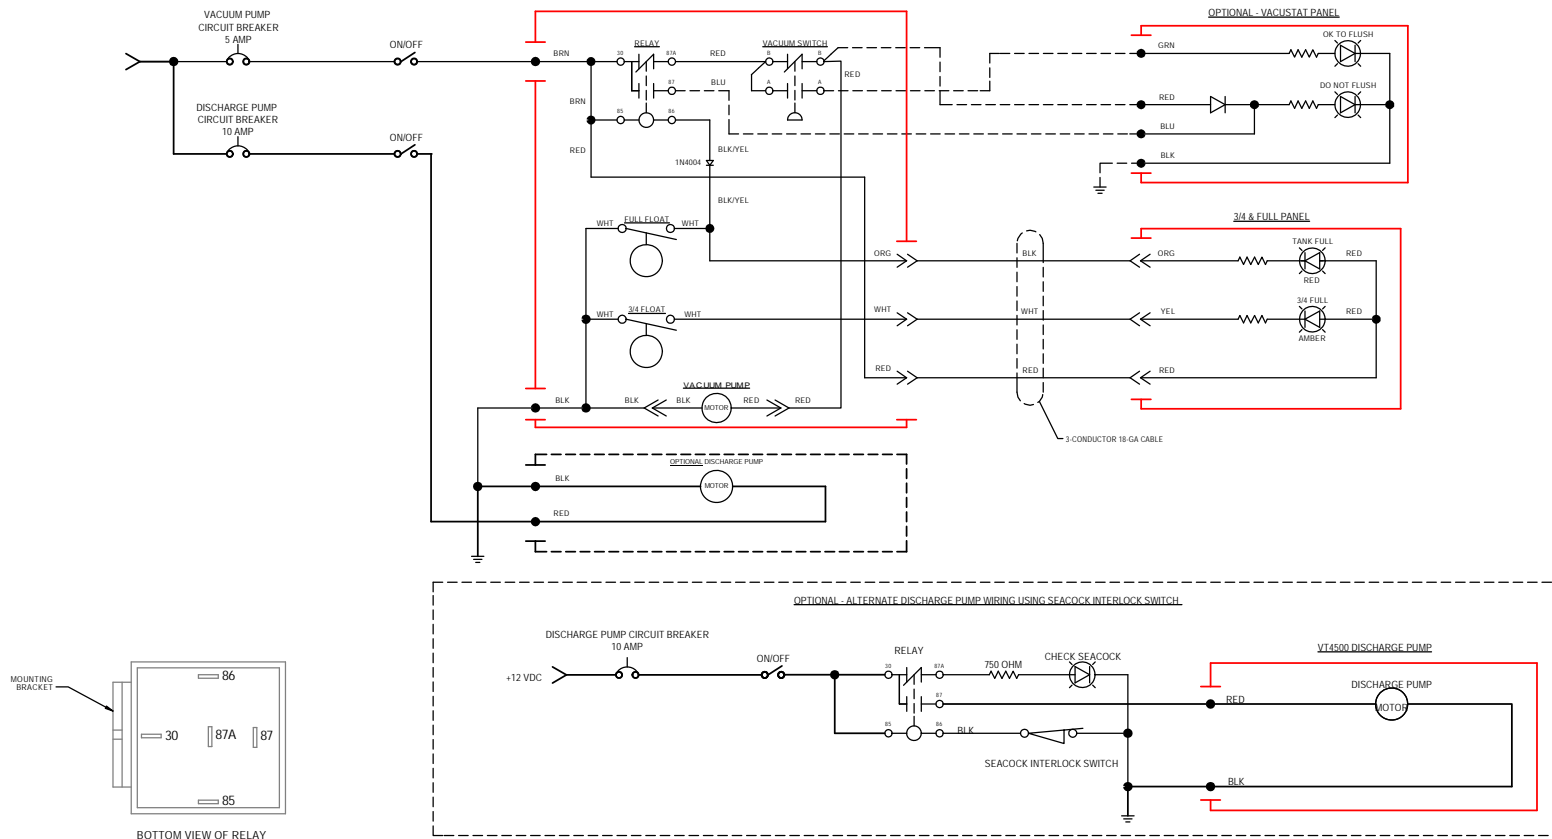 VACUUM PUMP
CIRCUIT BREAKER
5 AMP
ON/OFF
DISCHARGE PUMP
CIRCUIT BREAKER
10 AMP
ON/OFF
BRN
RELAY
30
87A
RED
VACUUM SWITCH
B
B
RED
87
BLU
A
A
BRN
85
86
RED
BLK/YEL
1N4004
BLK/YEL
OPTIONAL - VACUSTAT PANEL
GRN
OK TO FLUSH
RED
DO NOT FLUSH
BLU
BLK
WHT
FULL FLOAT
WHT
ORG
BLK
3/4 & FULL PANEL
ORG
TANK FULL
RED
RED
WHT
3/4 FLOAT
WHT
WHT
WHT
YEL
3/4 FULL
RED
AMBER
RED
RED
RED
VACUUM PUMP
BLK
BLK
BLK
MOTOR
RED
RED
3-CONDUCTOR 18-GA CABLE
OPTIONAL DISCHARGE PUMP
BLK
MOTOR
RED
OPTIONAL - ALTERNATE DISCHARGE PUMP WIRING USING SEACOCK INTERLOCK SWITCH
DISCHARGE PUMP CIRCUIT BREAKER
10 AMP
+12 VDC
ON/OFF
RELAY
30
87A
750 OHM
CHECK SEACOCK
87
85
86
BLK
SEACOCK INTERLOCK SWITCH
VT4500 DISCHARGE PUMP
RED
DISCHARGE PUMP
MOTOR
BLK
MOUNTING
BRACKET
86
30
87A
87
85
BOTTOM VIEW OF RELAY